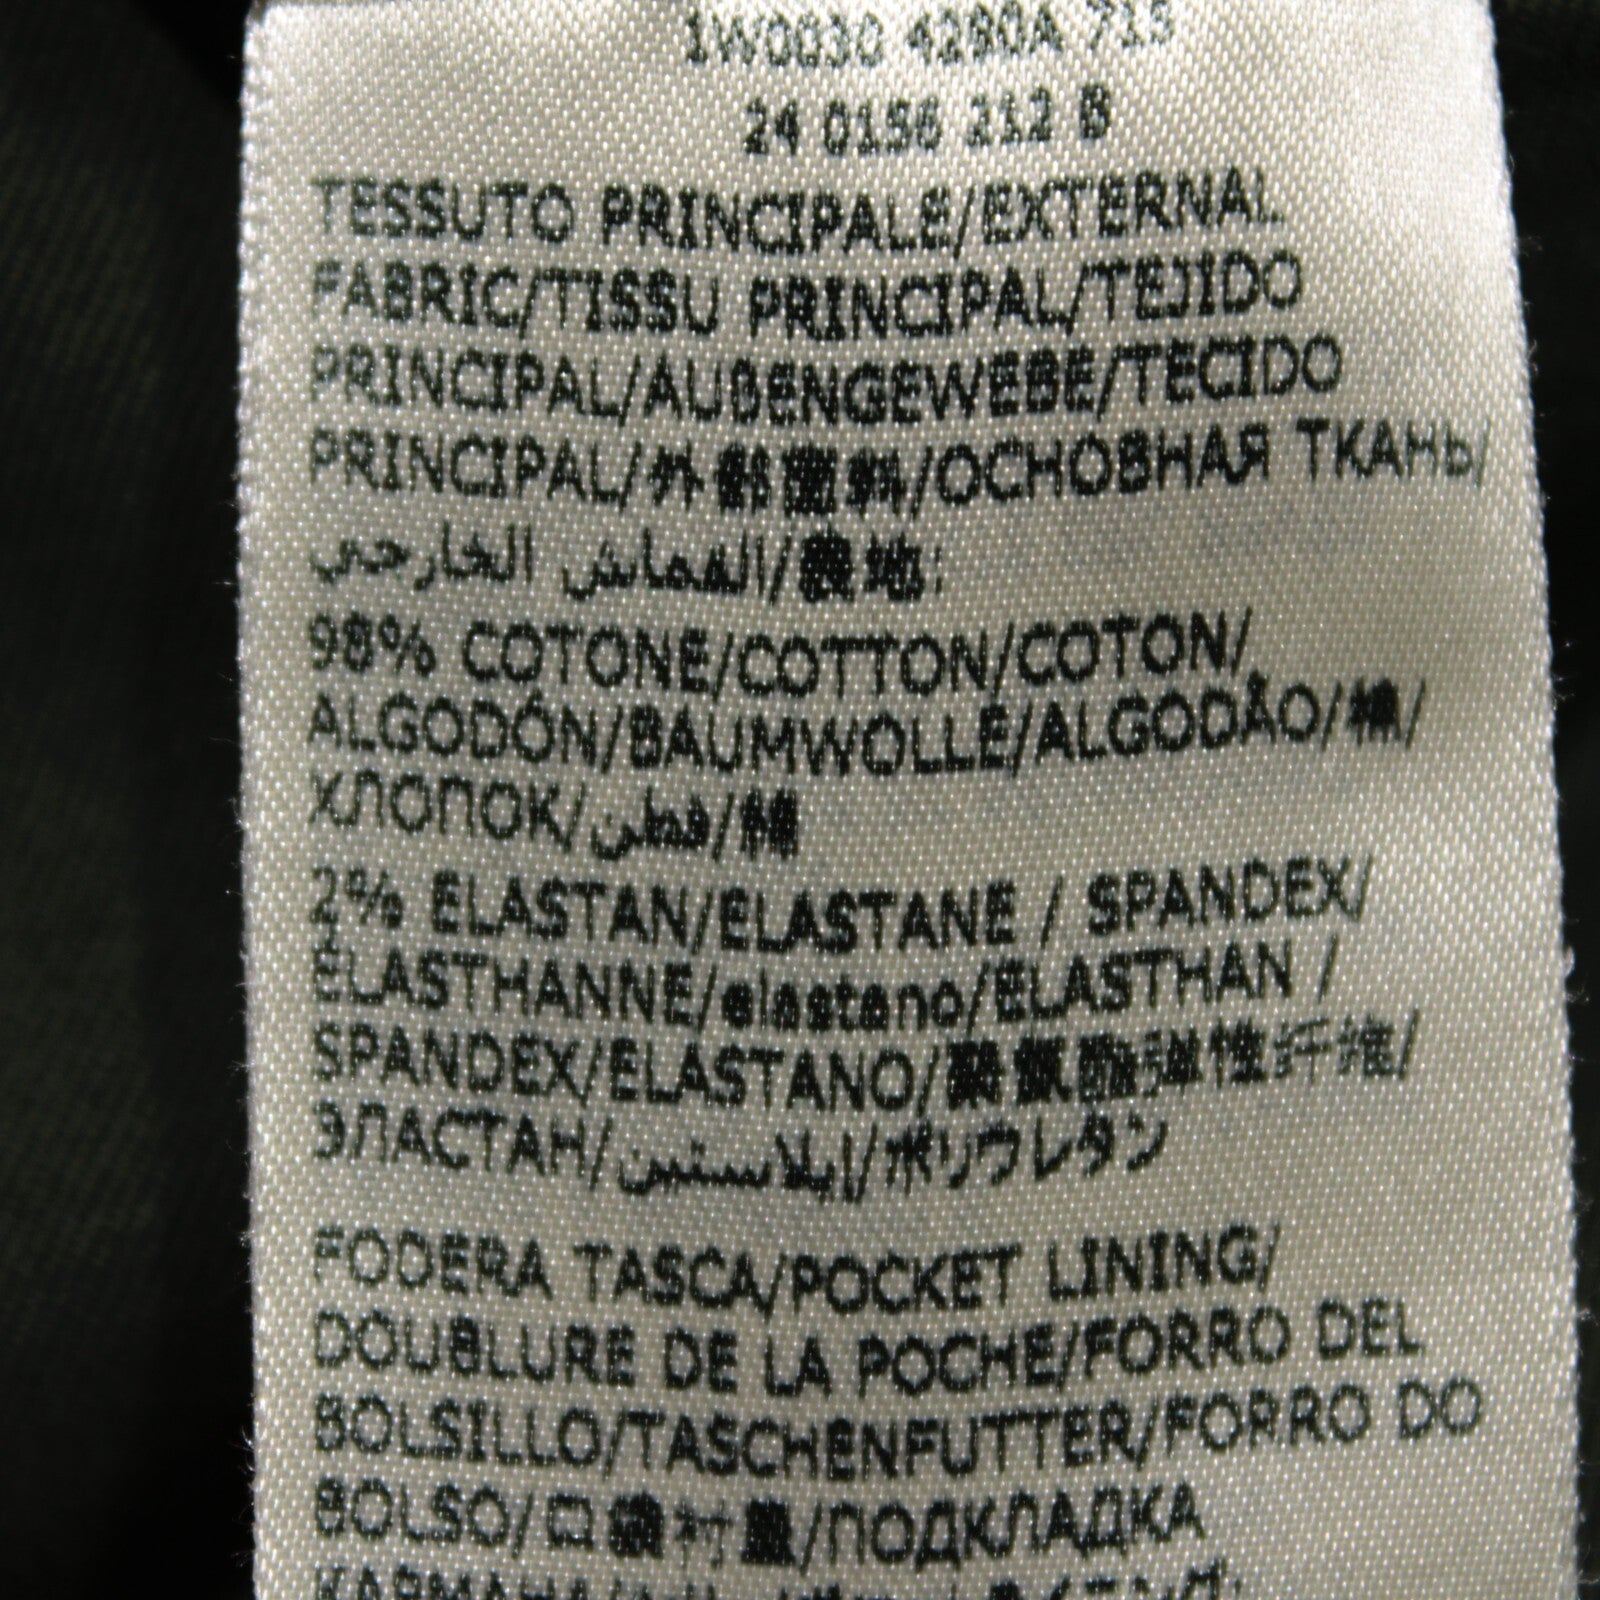 1W0030 4280A 715
24 0156 212 B
TESSUTO PRINCIPALE/EXTERNAL
FABRIC/TISSU PRINCIPAL/TEJIDO
PRINCIPAL/AUßENGEWEBE/TECIDO
PRINCIPAL/外部面料/ОСНОВНАЯ ТКАНЬ/
القماش الخارجي/表地:
98% COTONE/COTTON/COTON/
ALGODÓN/BAUMWOLLE/ALGODÃO/棉/
ХЛОПОК/قطن/綿
2% ELASTAN/ELASTANE / SPANDEX/
ÉLASTHANNE/elastano/ELASTHAN /
SPANDEX/ELASTANO/聚氨酯弹性纤维/
ЭЛАСТАН/إيلاستين/ポリウレタン
FODERA TASCA/POCKET LINING/
DOUBLURE DE LA POCHE/FORRO DEL
BOLSILLO/TASCHENFUTTER/FORRO DO
BOLSO/口袋衬里/ПОДКЛАДКА